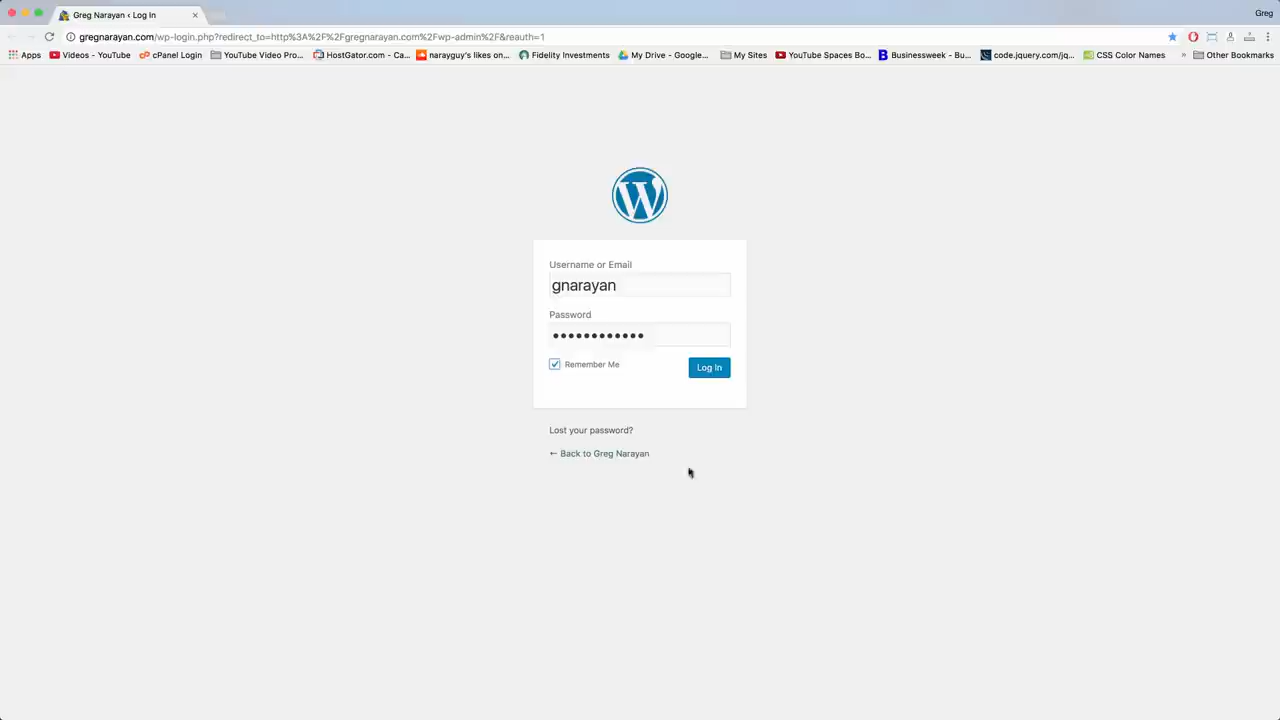 Greg Narayan ‹ Log In
Greg
gregnarayan.com/wp-login.php?redirect_to=http%3A%2F%2Fgregnarayan.com%2Fwp-admin%2F&reauth=1
Apps Videos - YouTube cPanel Login YouTube Video Pro... HostGator.com - Ca... narayguy's likes on... Fidelity Investments My Drive - Google... My Sites YouTube Spaces Bo... Businessweek - Bu... code.jquery.com/jq... CSS Color Names » Other Bookmarks
Username or Email
gnarayan
Password
Remember Me
Log In
Lost your password?
← Back to Greg Narayan